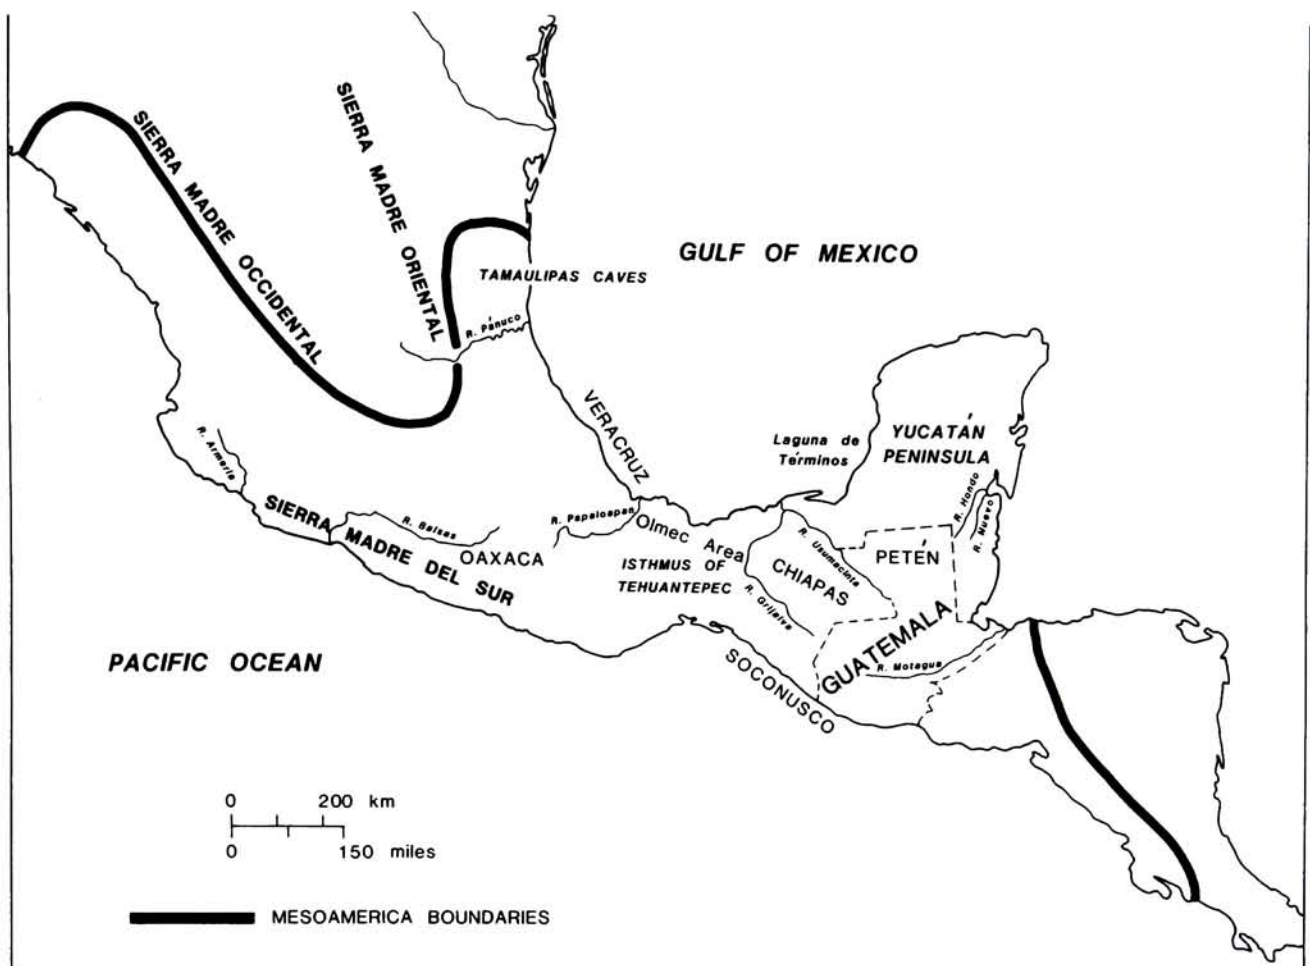 SIERRA MADRE OCCIDENTAL
SIERRA MADRE ORIENTAL
GULF OF MEXICO
TAMAULIPAS CAVES
R. Pánuco
VERACRUZ
Laguna de
Términos
YUCATÁN
PENINSULA
R. Hondo
R. Nuevo
R. Armería
SIERRA MADRE DEL SUR
R. Balsas
OAXACA
R. Papaloapan
Olmec Area
ISTHMUS OF
TEHUANTEPEC
R. Usumacinta
PETÉN
CHIAPAS
R. Grijalva
GUATEMALA
R. Motagua
SOCONUSCO
PACIFIC OCEAN
0 200 km
0 150 miles
MESOAMERICA BOUNDARIES